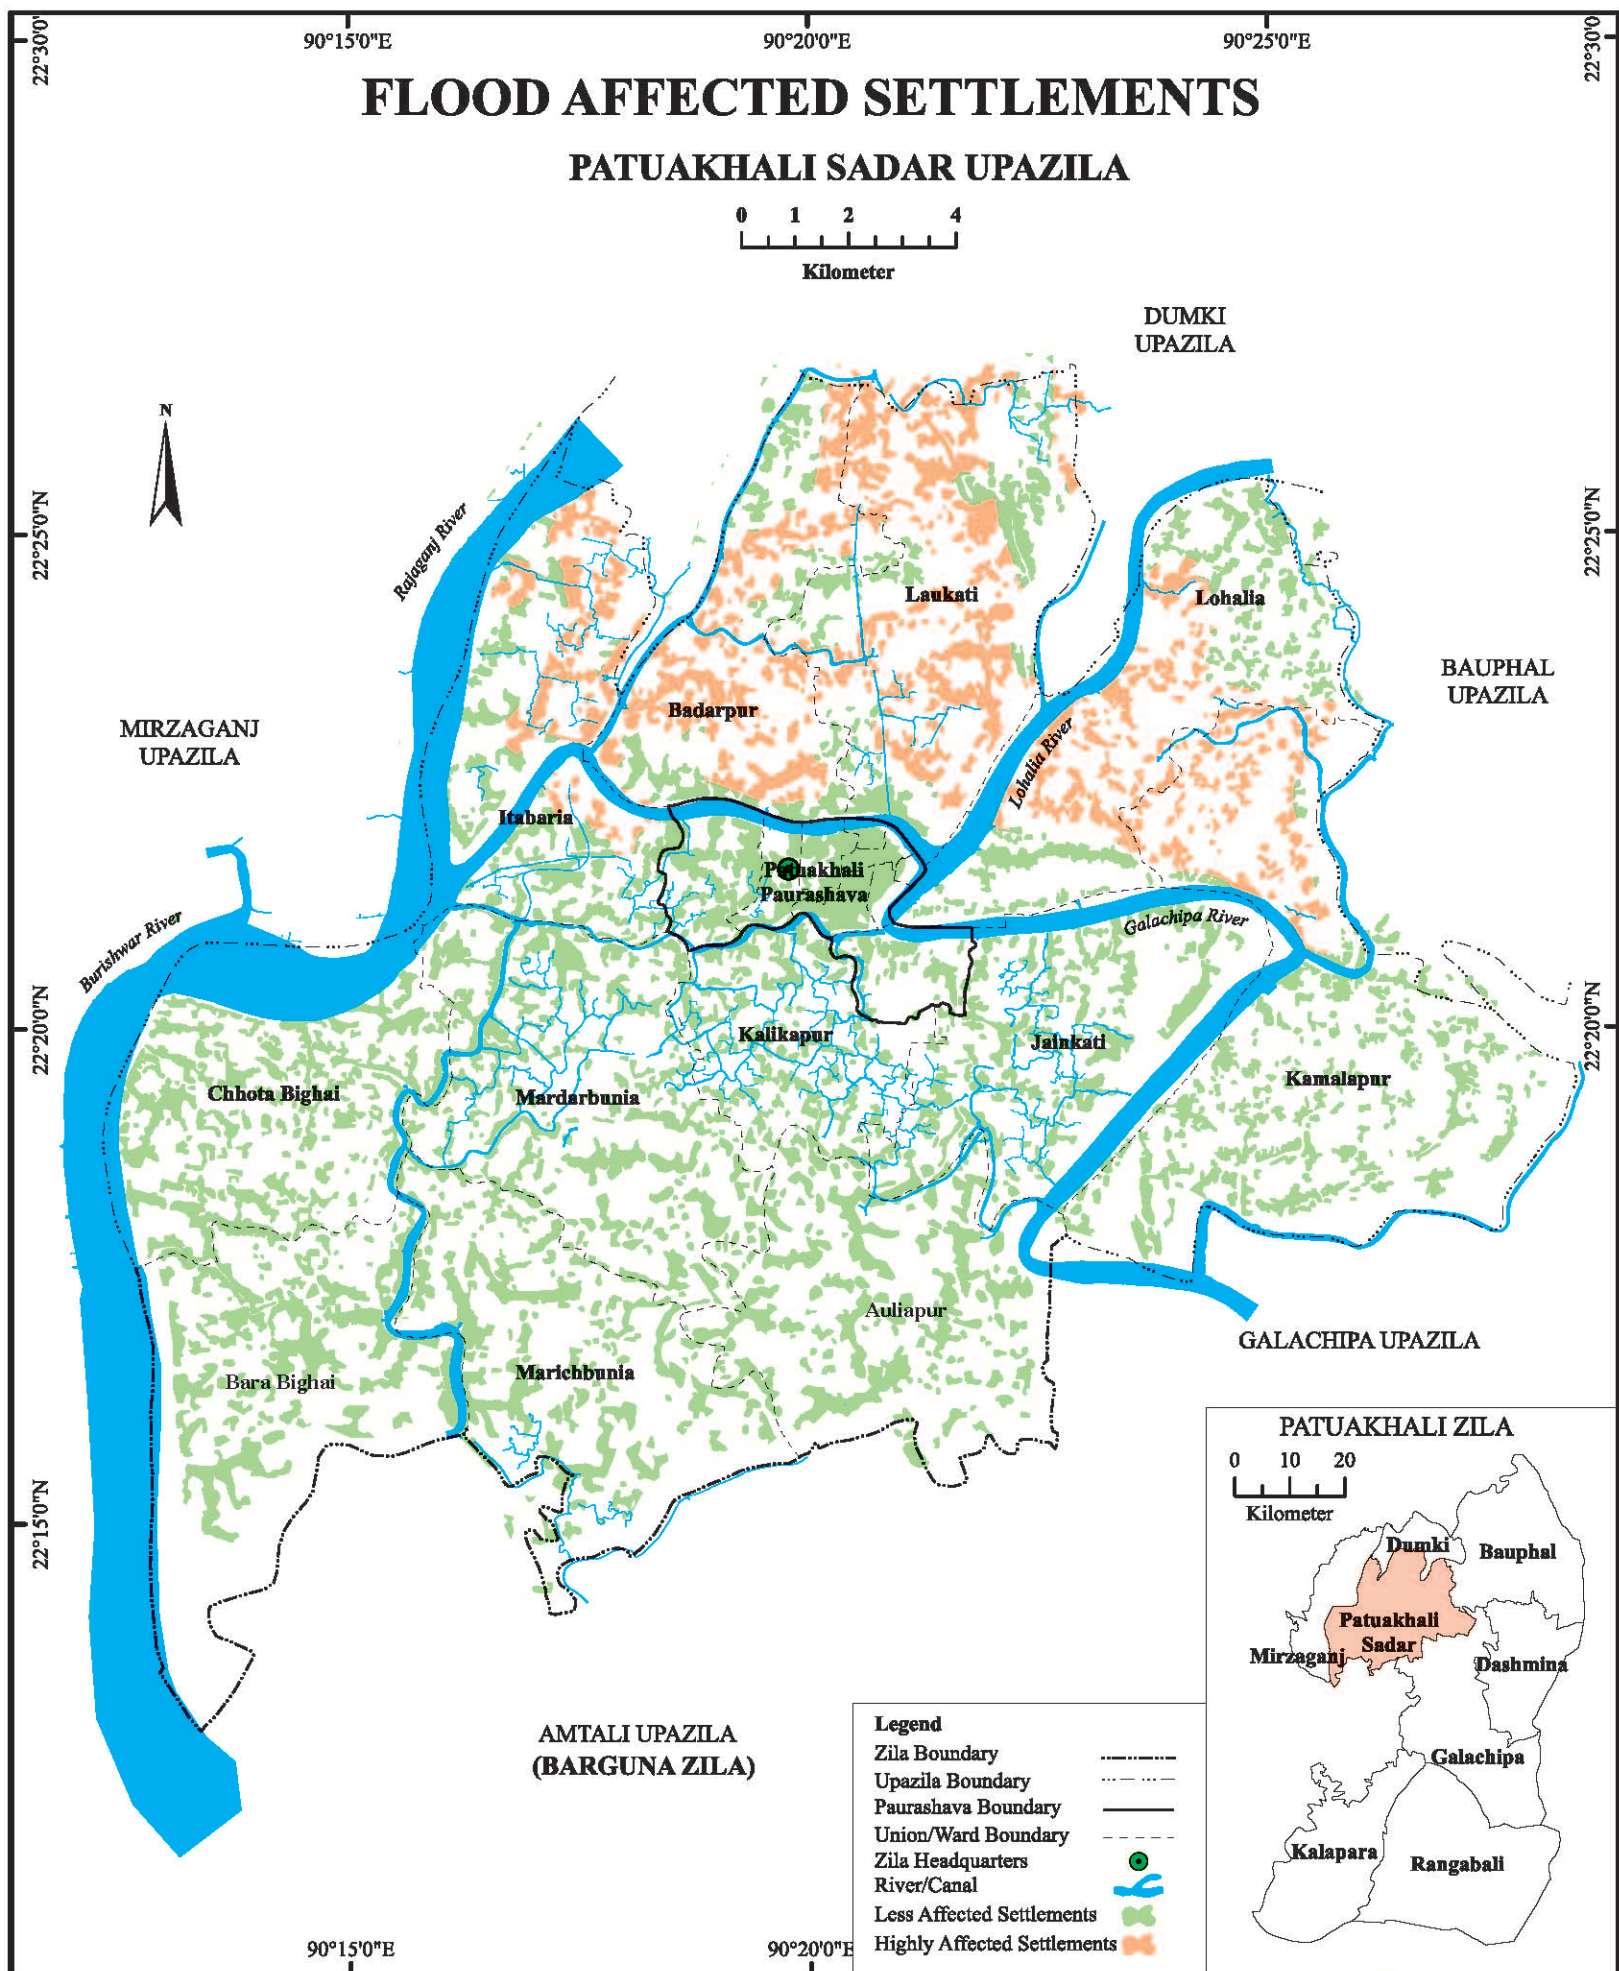 90°15'0"E
90°20'0"E
90°25'0"E
22°30'0'
22°30'0
FLOOD AFFECTED SETTLEMENTS
PATUAKHALI SADAR UPAZILA
0 1 2 4
Kilometer
DUMKI
UPAZILA
N
22°25'0"N
22°25'0"N
Rajaganj River
Laukati
Lohalia
BAUPHAL
UPAZILA
Badarpur
MIRZAGANJ
UPAZILA
Lohalia River
Itabaria
Patuakhali
Paurashava
Burishwar River
Galachipa River
22°20'0"N
22°20'0"N
Kalikapur
Jainkati
Kamalapur
Chhota Bighai
Mardarbunia
Auliapur
GALACHIPA UPAZILA
Marichbunia
Bara Bighai
22°15'0"N
PATUAKHALI ZILA
0 10 20
Kilometer
Dumki
Bauphal
Patuakhali
Sadar
Mirzaganj
Dashmina
Galachipa
Kalapara
Rangabali
AMTALI UPAZILA
(BARGUNA ZILA)
Legend
Zila Boundary
Upazila Boundary
Paurashava Boundary
Union/Ward Boundary
Zila Headquarters
River/Canal
Less Affected Settlements
Highly Affected Settlements
90°15'0"E
90°20'0"E